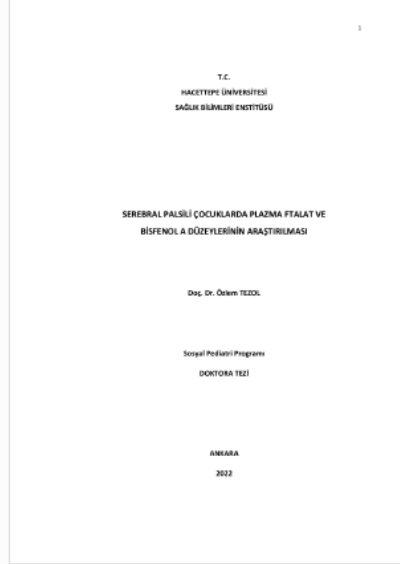 1
T.C.
HACETTEPE ÜNİVERSİTESİ
SAĞLIK BİLİMLERİ ENSTİTÜSÜ
SEREBRAL PALSİLİ ÇOCUKLARDA PLAZMA FTALAT VE
BİSFENOL A DÜZEYLERİNİN ARAŞTIRILMASI
Doç. Dr. Özlem TEZOL
Sosyal Pediatri Programı
DOKTORA TEZİ
ANKARA
2022